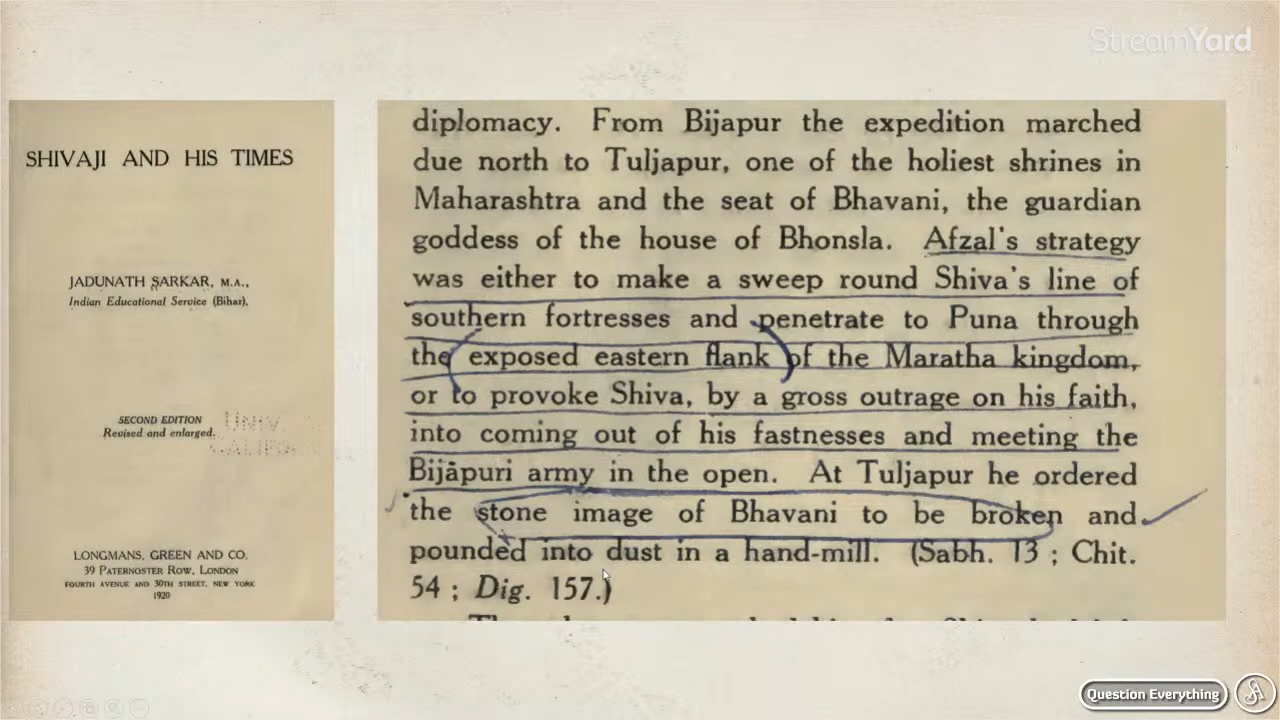 StreamYard
SHIVAJI AND HIS TIMES
JADUNATH SARKAR, M.A.,
Indian Educational Service (Bihar),
SECOND EDITION
Revised and enlarged.
UNIV.
LONGMANS, GREEN AND CO.
39 PATERNOSTER ROW, LONDON
FOURTH AVENUE AND 30TH STREET, NEW YORK
1920
diplomacy. From Bijapur the expedition marched
due north to Tuljapur, one of the holiest shrines in
Maharashtra and the seat of Bhavani, the guardian
goddess of the house of Bhonsla. Afzal's strategy
was either to make a sweep round Shiva's line of
southern fortresses and penetrate to Puna through
the exposed eastern flank of the Maratha kingdom,
or to provoke Shiva, by a gross outrage on his faith,
into coming out of his fastnesses and meeting the
Bijāpuri army in the open. At Tuljapur he ordered
the stone image of Bhavani to be broken and
pounded into dust in a hand-mill. (Sabh. 13 ; Chit.
54 ; Dig. 157.)
Question Everything